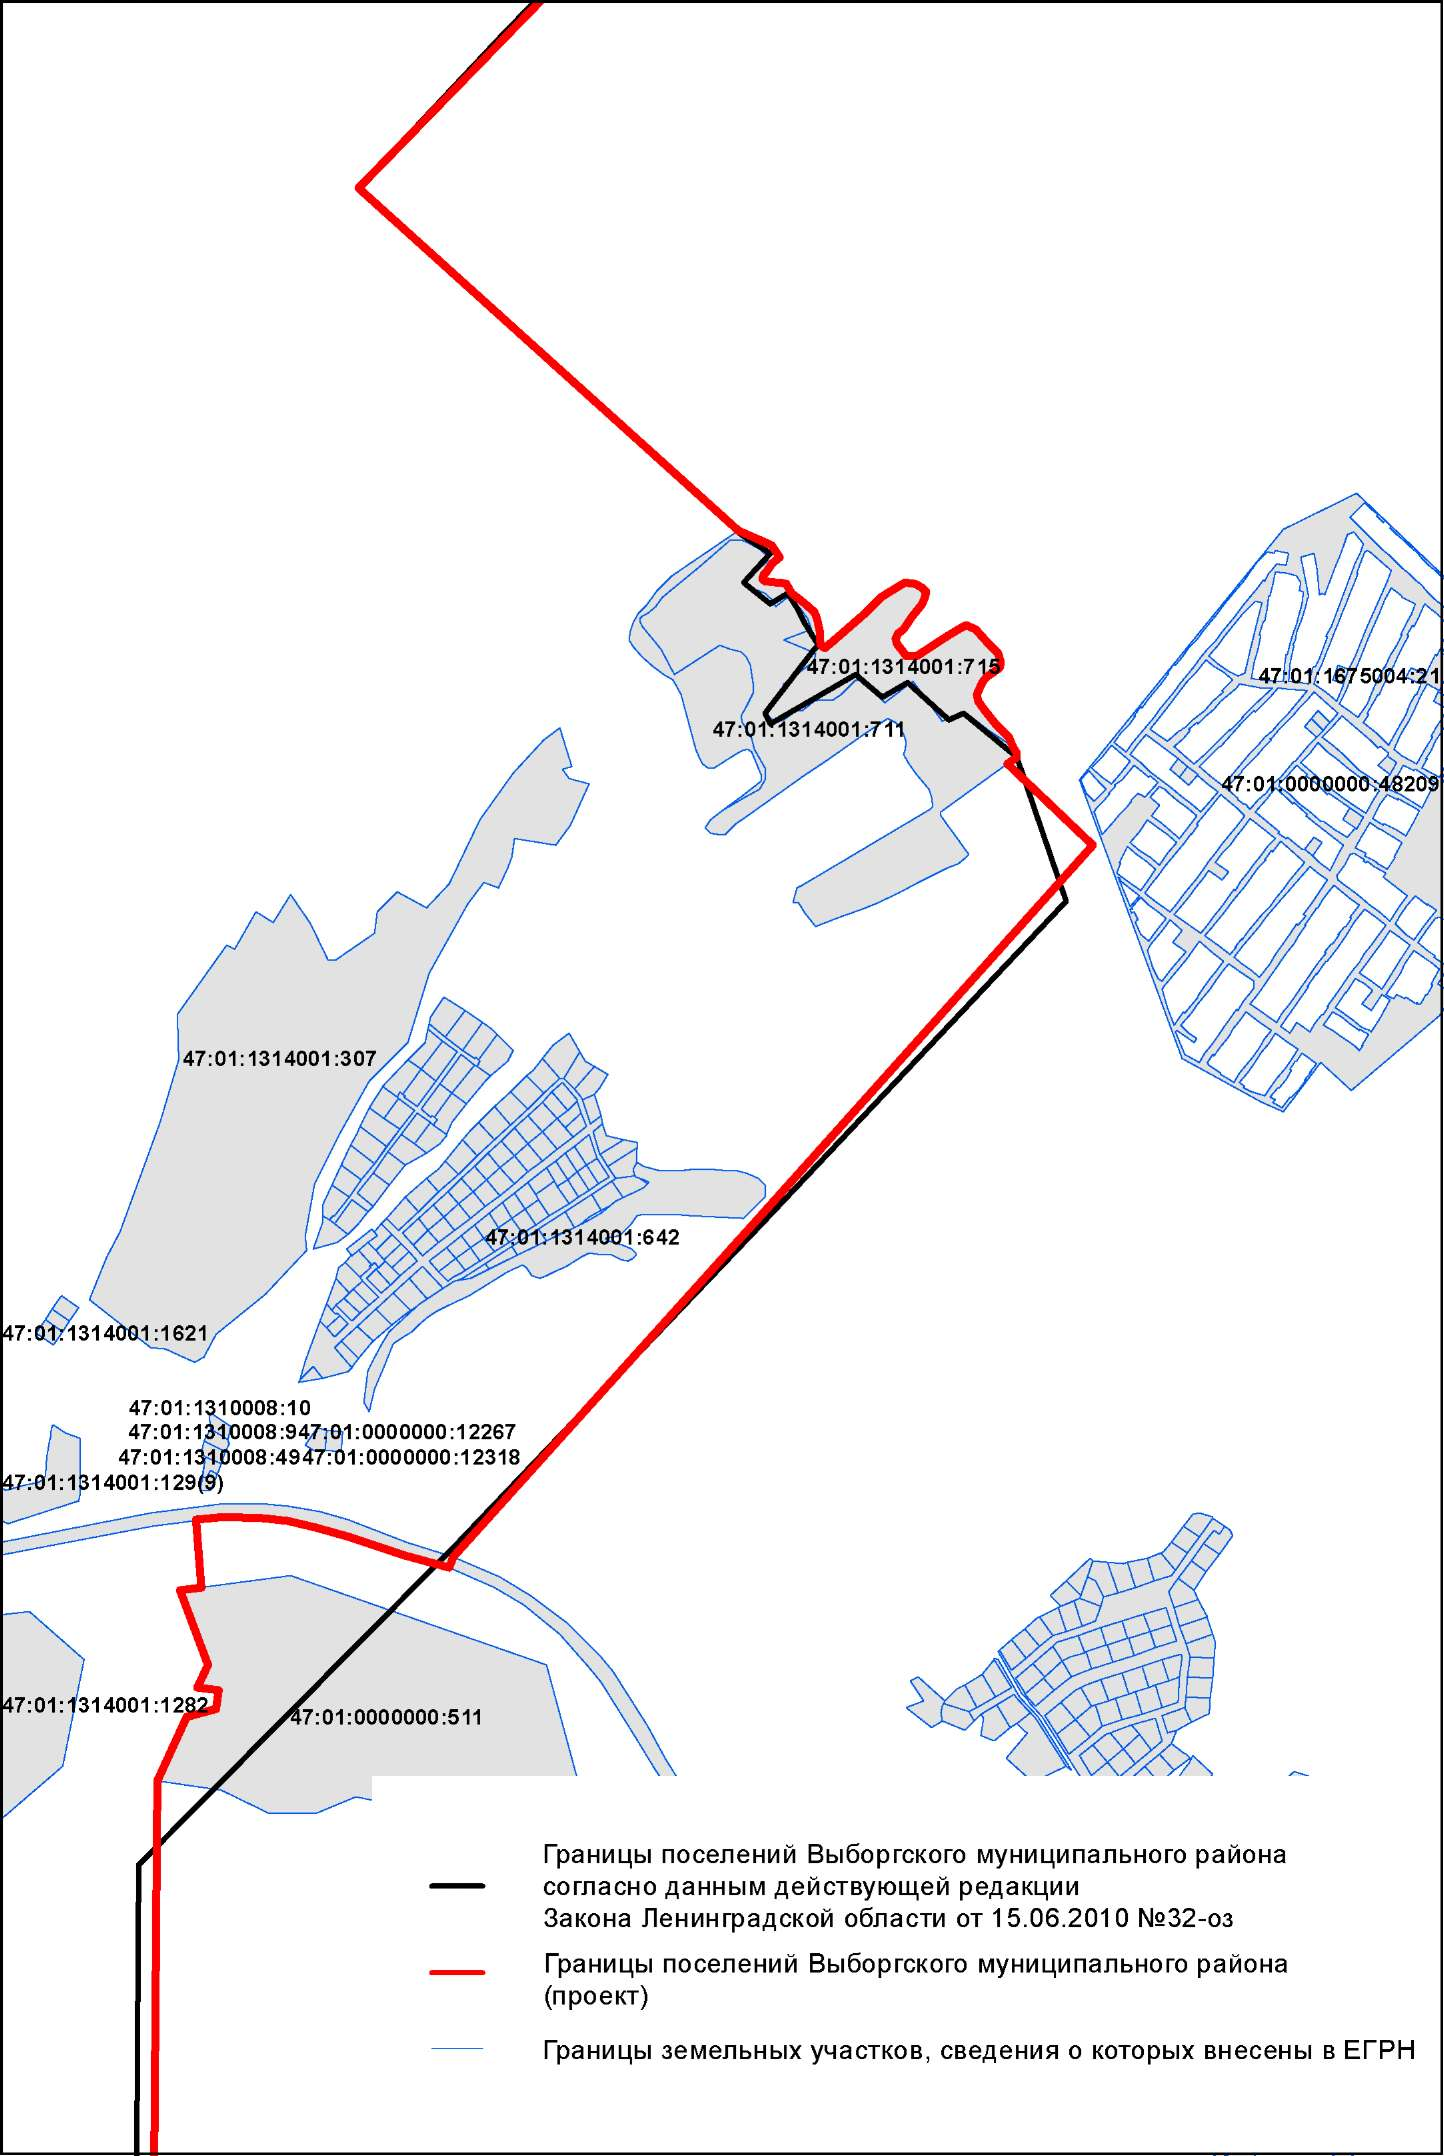 47:01:1314001:715
47:01:1675004:21
47:01:1314001:711
47:01:0000000:48209
47:01:1314001:307
47:01:1314001:642
47:01:1314001:1621
47:01:1310008:10
47:01:1310008:947:01:0000000:12267
47:01:1310008:4947:01:0000000:12318
47:01:1314001:129(9)
47:01:1314001:1282
47:01:0000000:511
Границы поселений Выборгского муниципального района
согласно данным действующей редакции
Закона Ленинградской области от 15.06.2010 №32-оз
Границы поселений Выборгского муниципального района
(проект)
Границы земельных участков, сведения о которых внесены в ЕГРН